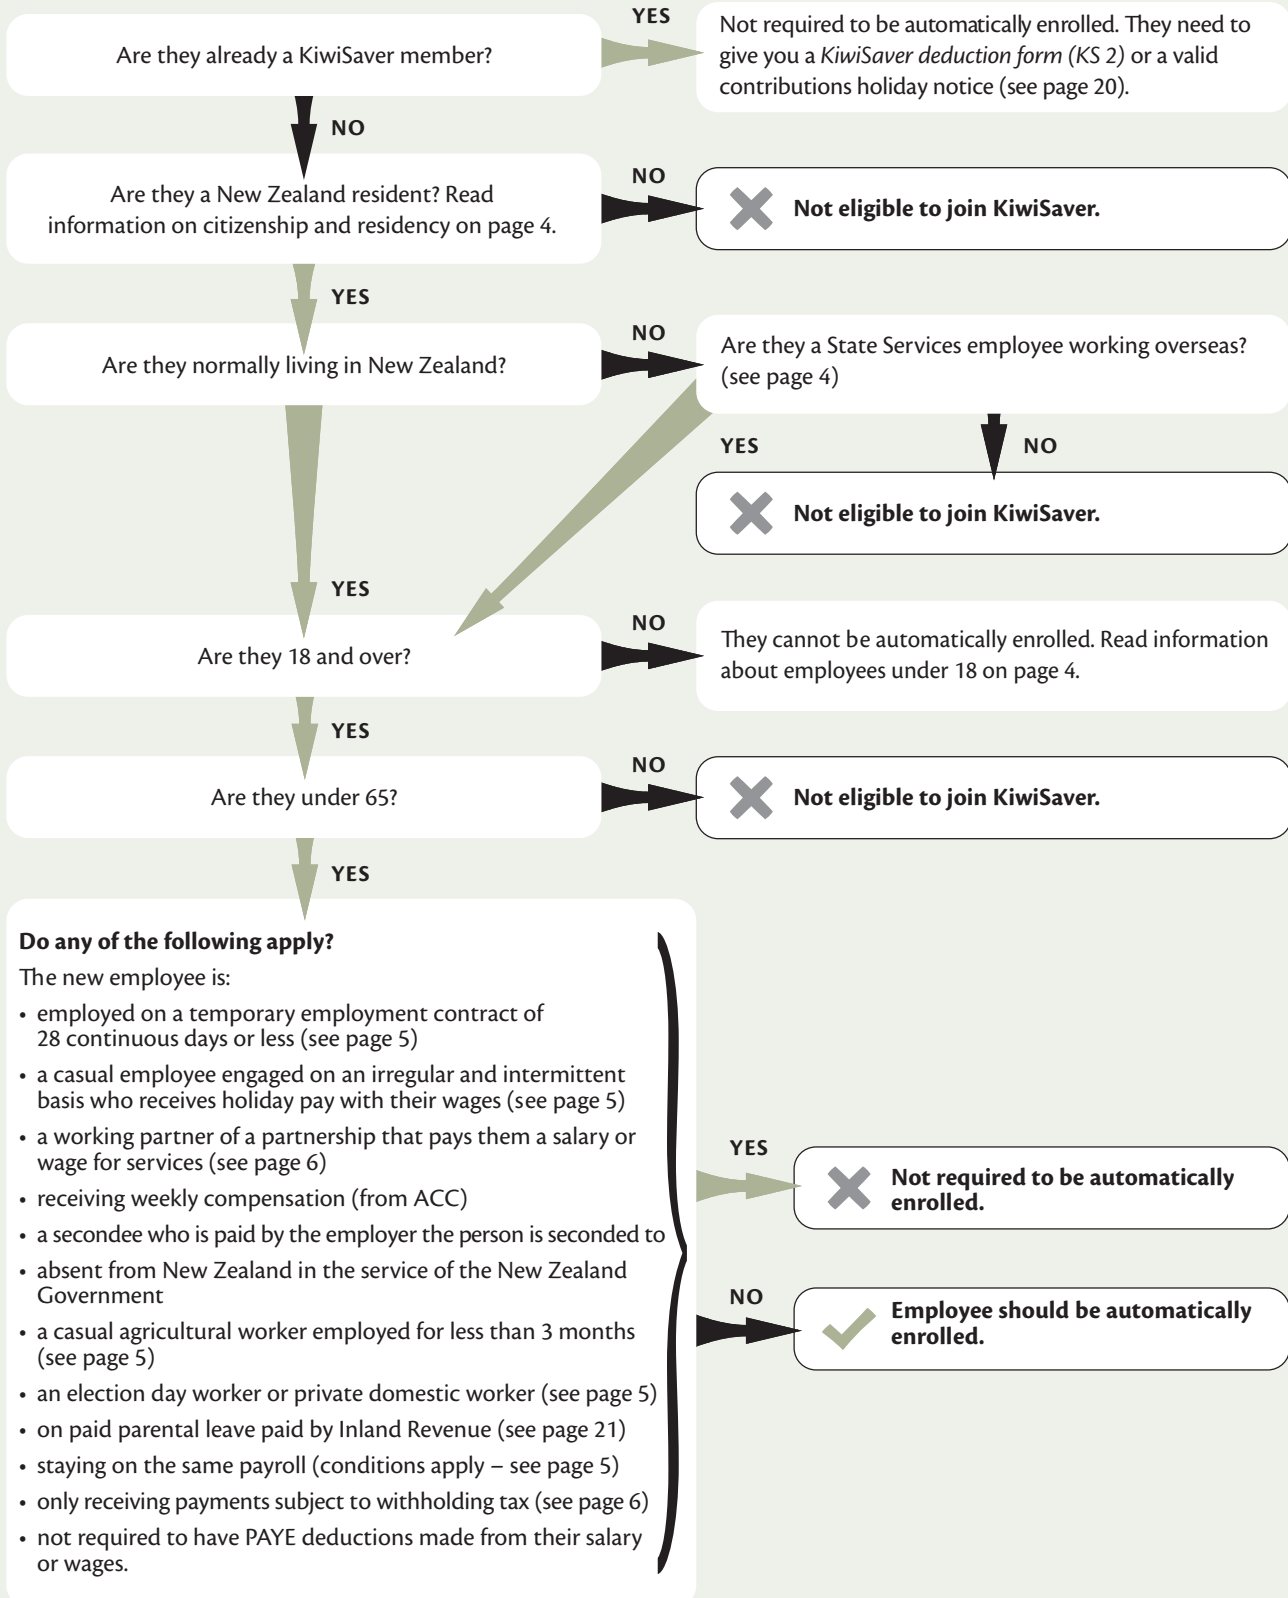 Are they already a KiwiSaver member?
YES
Not required to be automatically enrolled. They need to
give you a KiwiSaver deduction form (KS 2) or a valid
contributions holiday notice (see page 20).
NO
Are they a New Zealand resident? Read
information on citizenship and residency on page 4.
NO
Not eligible to join KiwiSaver.
YES
Are they normally living in New Zealand?
NO
Are they a State Services employee working overseas?
(see page 4)
YES
NO
Not eligible to join KiwiSaver.
YES
Are they 18 and over?
NO
They cannot be automatically enrolled. Read information
about employees under 18 on page 4.
YES
Are they under 65?
NO
Not eligible to join KiwiSaver.
YES
Do any of the following apply?
The new employee is:
• employed on a temporary employment contract of
28 continuous days or less (see page 5)
• a casual employee engaged on an irregular and intermittent
basis who receives holiday pay with their wages (see page 5)
• a working partner of a partnership that pays them a salary or
wage for services (see page 6)
• receiving weekly compensation (from ACC)
• a secondee who is paid by the employer the person is seconded to
• absent from New Zealand in the service of the New Zealand
Government
• a casual agricultural worker employed for less than 3 months
(see page 5)
• an election day worker or private domestic worker (see page 5)
• on paid parental leave paid by Inland Revenue (see page 21)
• staying on the same payroll (conditions apply – see page 5)
• only receiving payments subject to withholding tax (see page 6)
• not required to have PAYE deductions made from their salary
or wages.
YES
Not required to be automatically
enrolled.
NO
Employee should be automatically
enrolled.